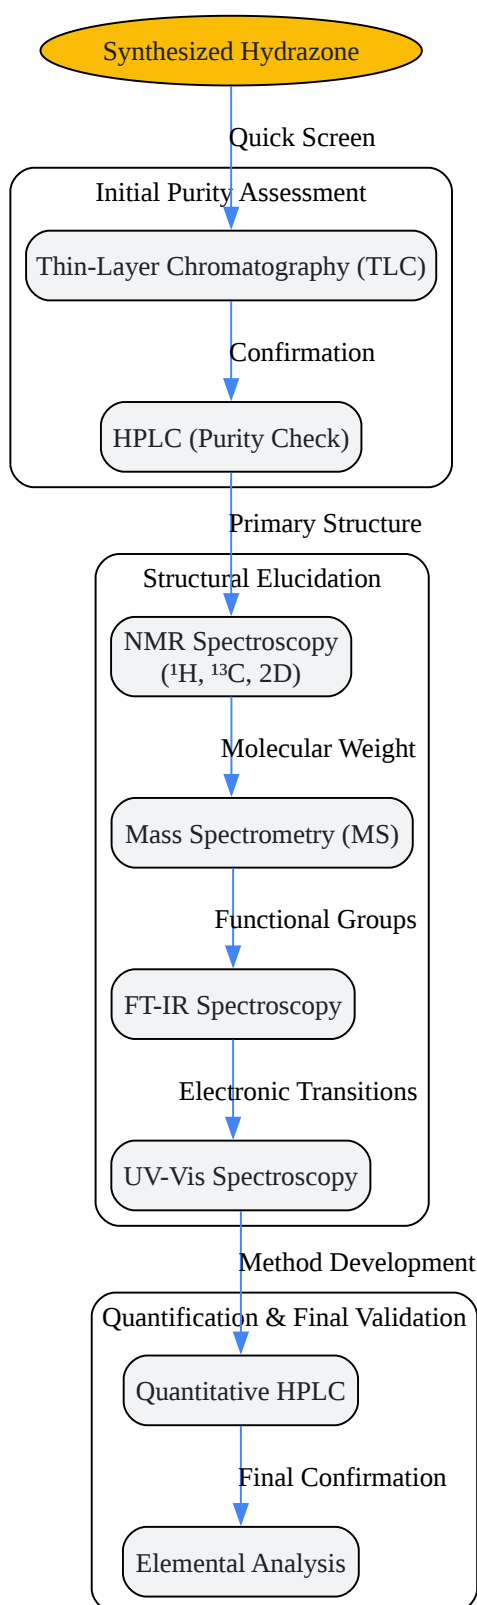 Synthesized Hydrazone
Quick Screen
Initial Purity Assessment
Thin-Layer Chromatography (TLC)
Confirmation
HPLC (Purity Check)
Primary Structure
Structural Elucidation
NMR Spectroscopy
(¹H, ¹³C, 2D)
Molecular Weight
Mass Spectrometry (MS)
Functional Groups
FT-IR Spectroscopy
Electronic Transitions
UV-Vis Spectroscopy
Method Development
Quantification & Final Validation
Quantitative HPLC
Final Confirmation
Elemental Analysis